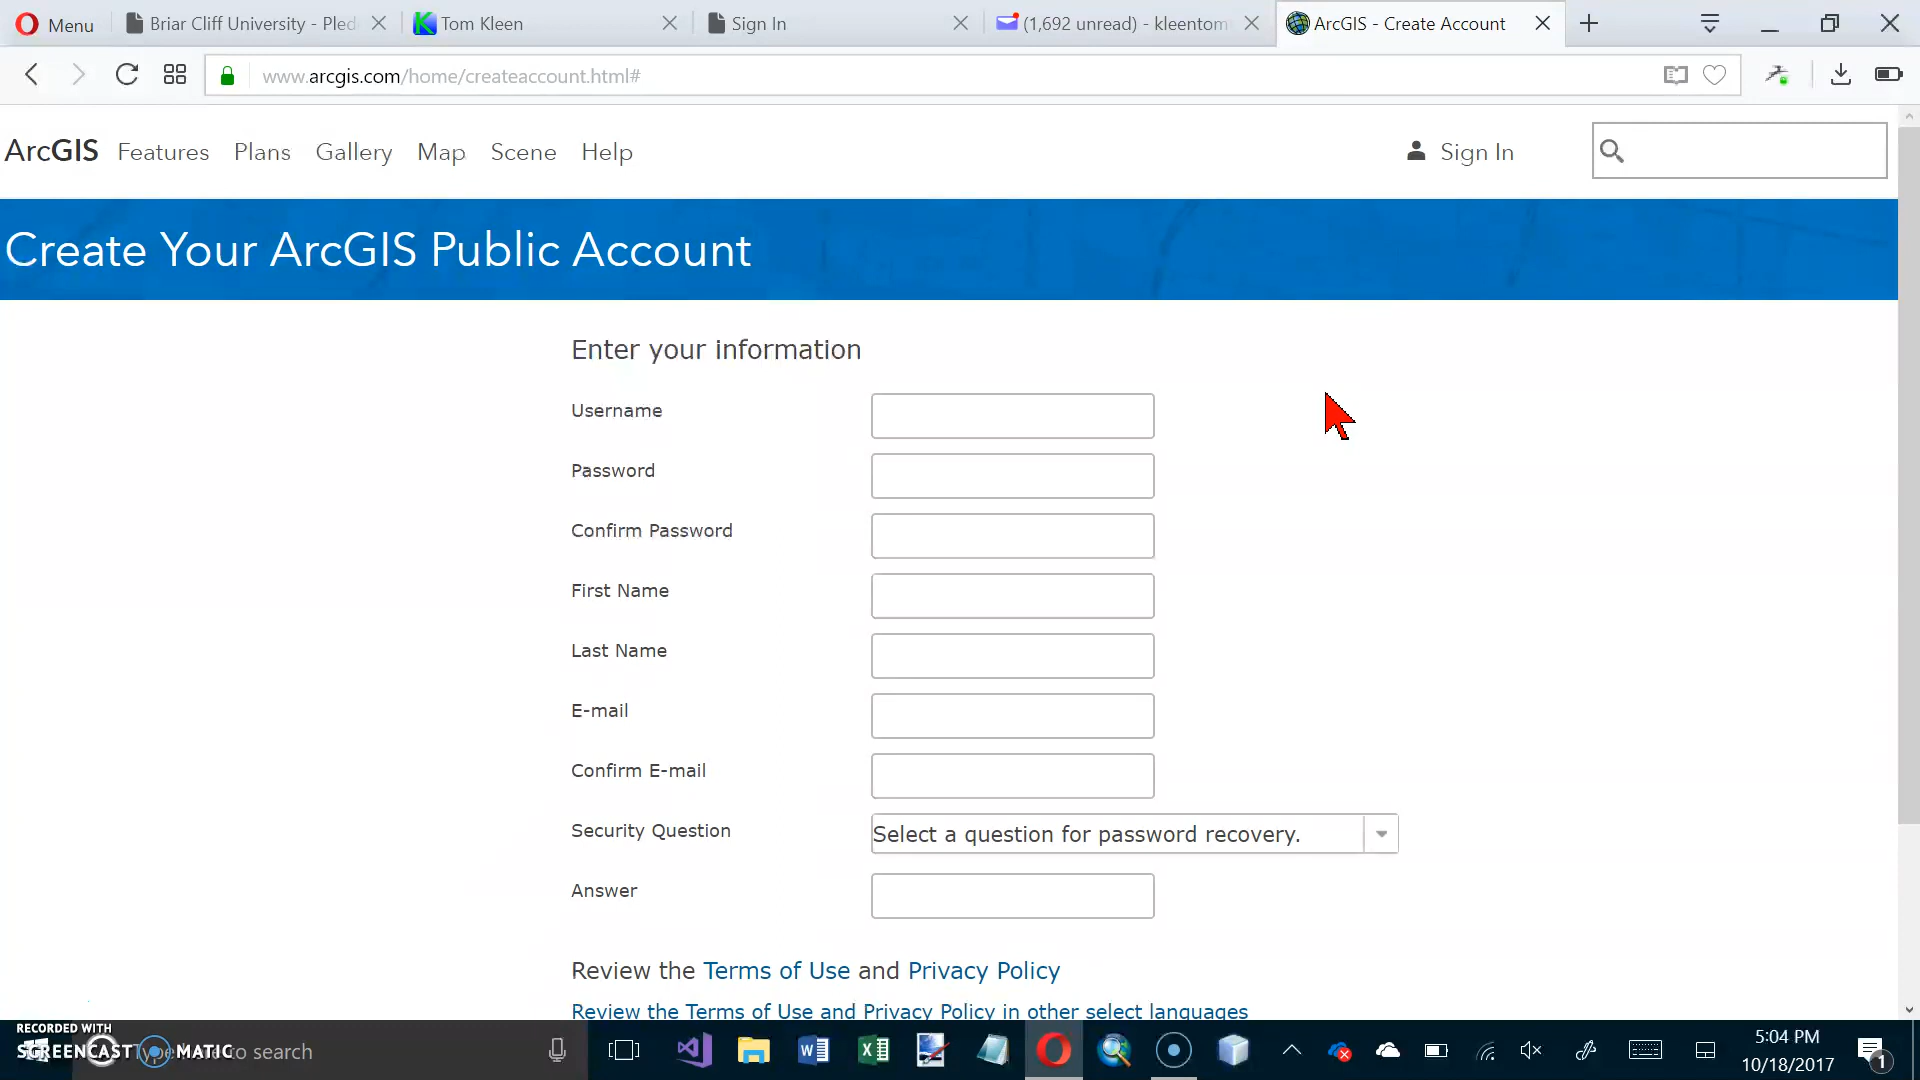 Menu
Briar Cliff University - Pled
Tom Kleen
Sign In
(1,692 unread) - kleentom
ArcGIS - Create Account
www.arcgis.com/home/createaccount.html#
ArcGIS Features Plans Gallery Map Scene Help Sign In
Create Your ArcGIS Public Account
Enter your information
Username
Password
Confirm Password
First Name
Last Name
E-mail
Confirm E-mail
Security Question Select a question for password recovery.
Answer
Review the Terms of Use and Privacy Policy
Review the Terms of Use and Privacy Policy in other select languages
RECORDED WITH
SCREENCAST MATIC
to search
5:04 PM
10/18/2017
1